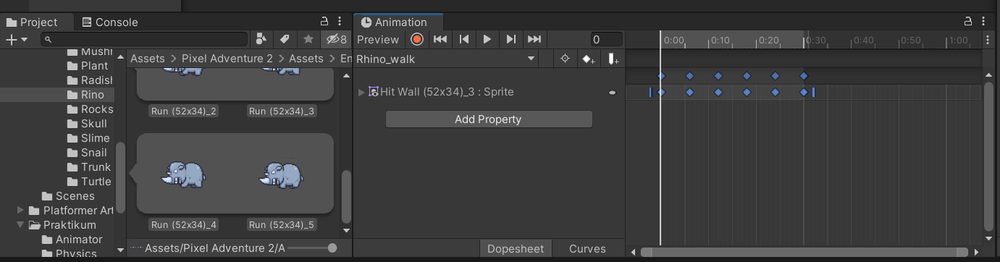 Project
Console
8
Mushi
Plant
Radish
Rino
Rocks
Skull
Slime
Snail
Trunk
Turtle
Scenes
Platformer Art
Praktikum
Animator
Physics
Assets > Pixel Adventure 2 > Assets > En
Run (52x34)_2
Run (52x34)_3
Run (52x34)_4
Run (52x34)_5
Assets/Pixel Adventure 2/A
Animation
Preview
0
Rhino_walk
Hit Wall (52x34)_3 : Sprite
Add Property
Dopesheet
Curves
0:00
0:10
0:20
0:30
0:40
0:50
1:00